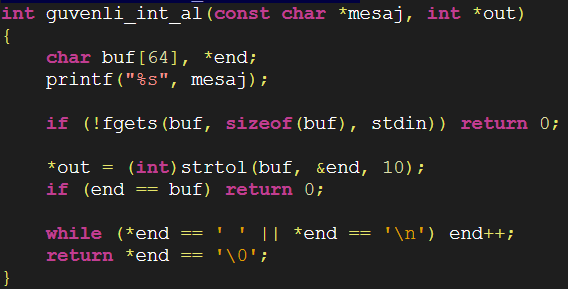 int guvenli_int_al(const char *mesaj, int *out)
{
    char buf[64], *end;
    printf("%s", mesaj);
    if (!fgets(buf, sizeof(buf), stdin)) return 0;
    *out = (int)strtol(buf, &end, 10);
    if (end == buf) return 0;
    while (*end == ' ' || *end == '\n') end++;
    return *end == '\0';
}